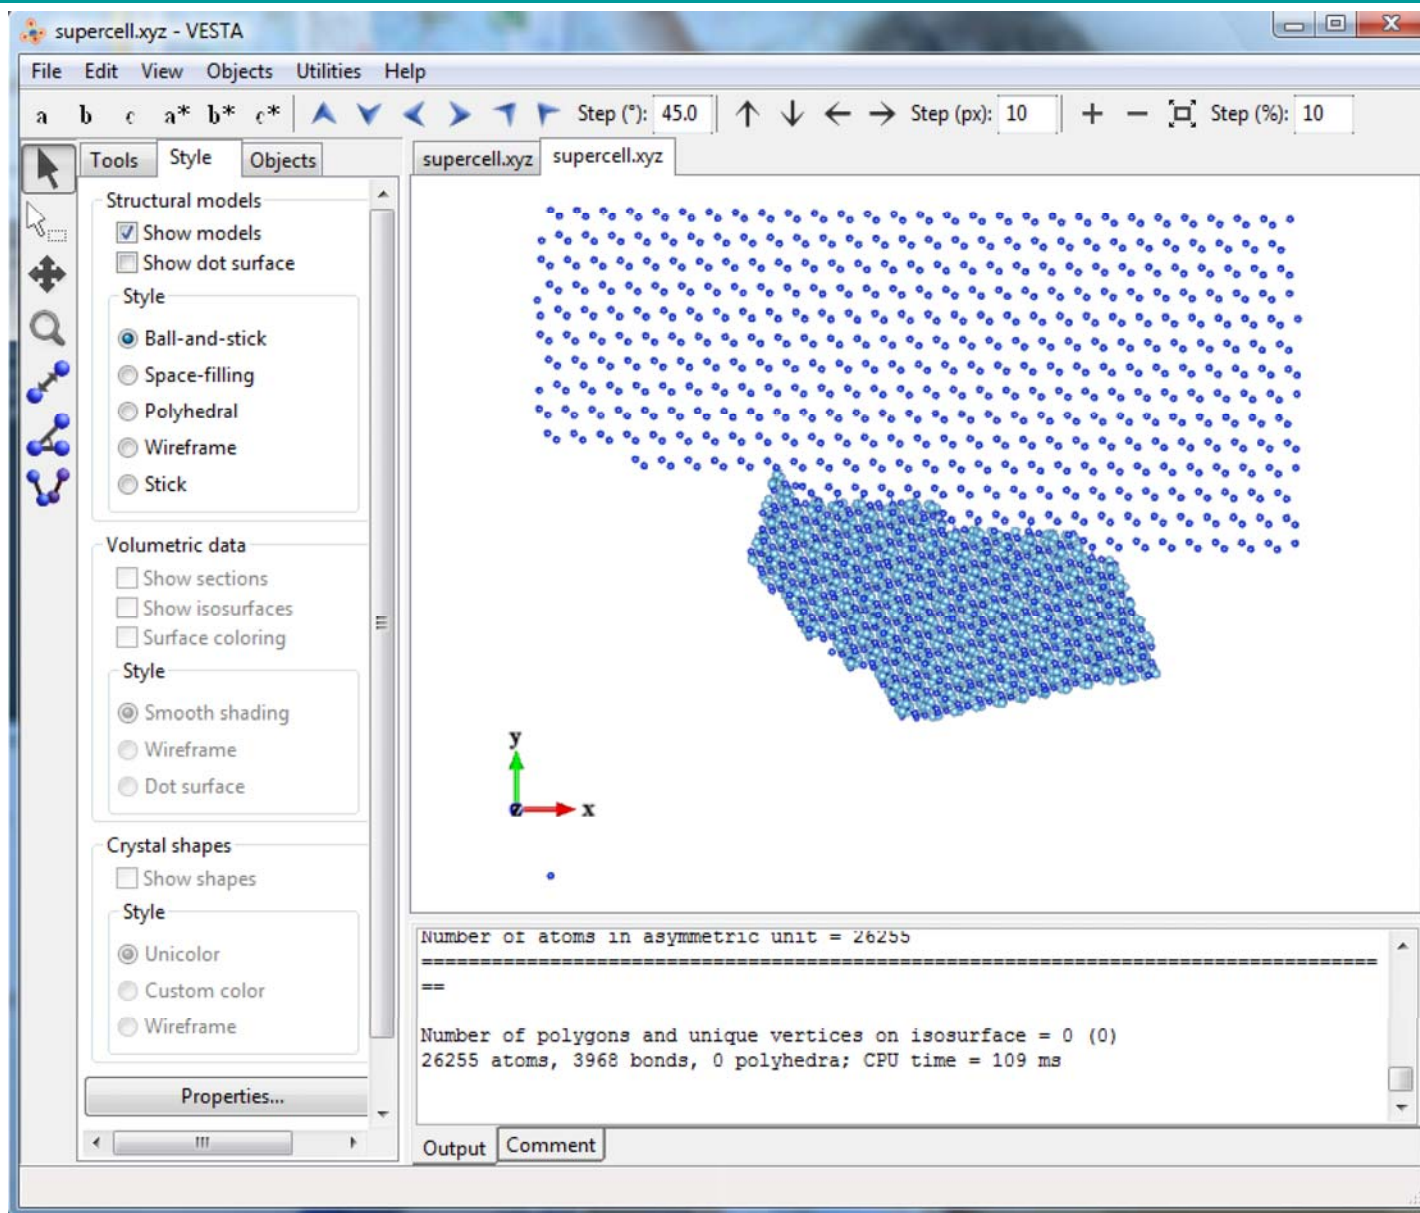 supercell.xyz - VESTA
File Edit View Objects Utilities Help
a b c a* b* c* Step (°): 45.0 Step (px): 10 Step (%): 10
Tools Style Objects
supercell.xyz supercell.xyz
Structural models
Show models
Show dot surface
Style
Ball-and-stick
Space-filling
Polyhedral
Wireframe
Stick
Volumetric data
Show sections
Show isosurfaces
Surface coloring
Style
Smooth shading
Wireframe
Dot surface
Crystal shapes
Show shapes
Style
Unicolor
Custom color
Wireframe
Properties...
y
z x
Number of atoms in asymmetric unit = 26255
================================================================================
==
Number of polygons and unique vertices on isosurface = 0 (0)
26255 atoms, 3968 bonds, 0 polyhedra; CPU time = 109 ms
Output Comment